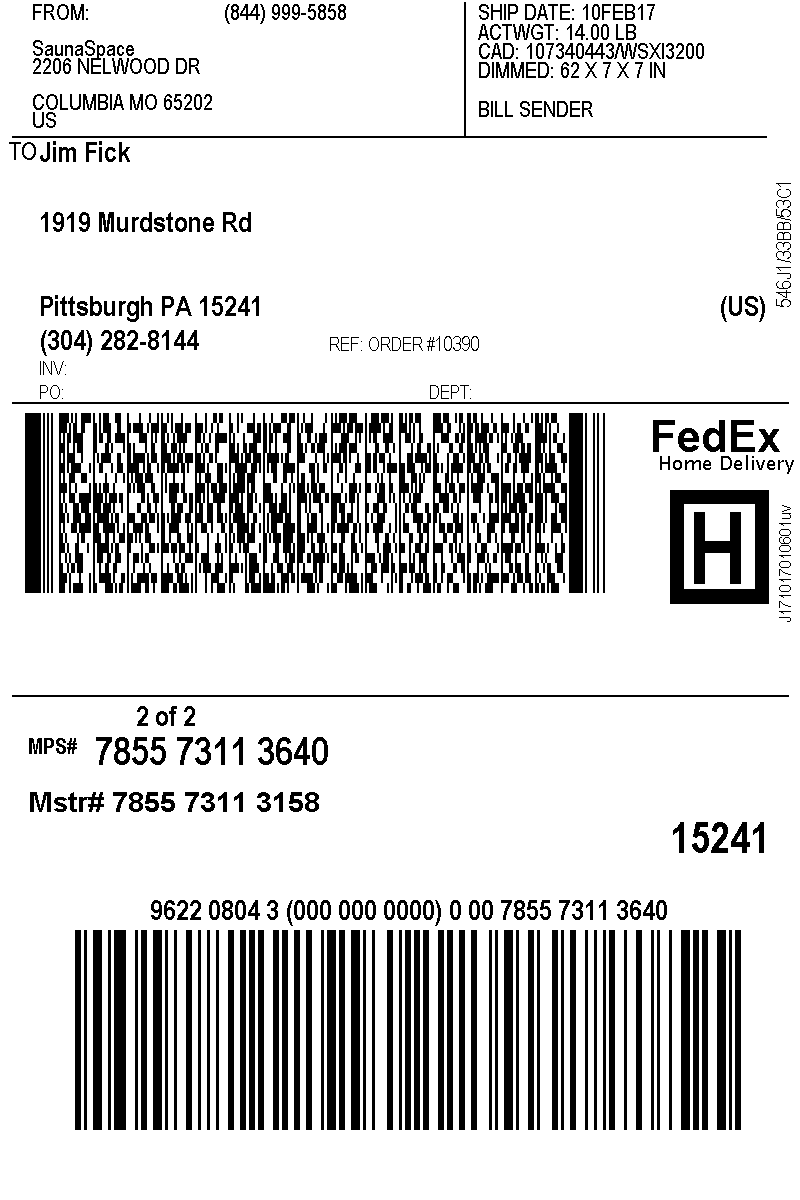 FROM: (844) 999-5858
SaunaSpace
2206 NELWOOD DR
COLUMBIA MO 65202
US
SHIP DATE: 10FEB17
ACTWGT: 14.00 LB
CAD: 107340443/WSXI3200
DIMMED: 62 X 7 X 7 IN
BILL SENDER
TO Jim Fick
1919 Murdstone Rd
Pittsburgh PA 15241 (US)
(304) 282-8144 REF: ORDER #10390
INV:
PO: DEPT:
546J1/33BB/53C1
FedEx
Home Delivery
H
J171017010601uv
2 of 2
MPS# 7855 7311 3640
Mstr# 7855 7311 3158
15241
9622 0804 3 (000 000 0000) 0 00 7855 7311 3640